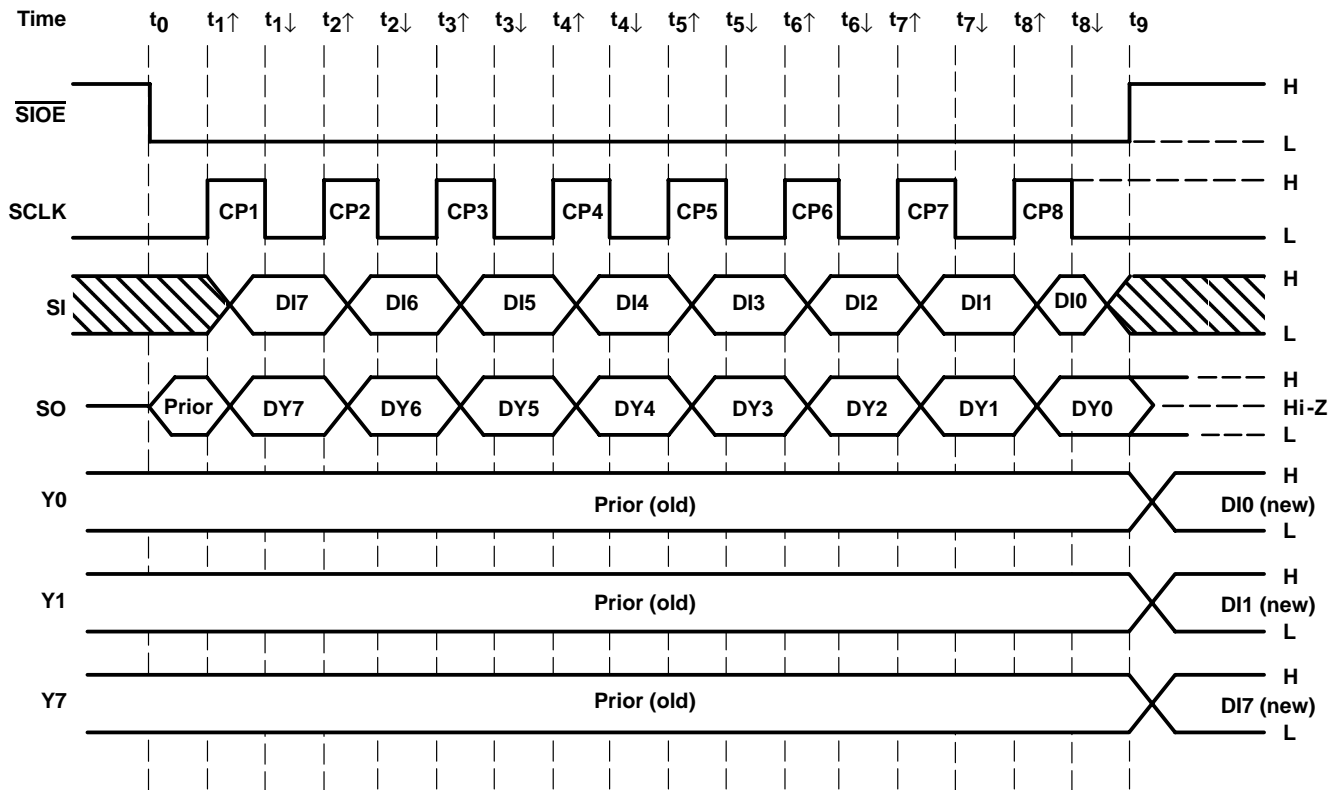 Time t0 t1↑ t1↓ t2↑ t2↓ t3↑ t3↓ t4↑ t4↓ t5↑ t5↓ t6↑ t6↓ t7↑ t7↓ t8↑ t8↓ t9
H
SIOE
L
H
SCLK CP1 CP2 CP3 CP4 CP5 CP6 CP7 CP8
L
H
SI DI7 DI6 DI5 DI4 DI3 DI2 DI1 DI0
L
H
SO Prior DY7 DY6 DY5 DY4 DY3 DY2 DY1 DY0 Hi-Z
L
H
Y0 Prior (old) DI0 (new)
L
H
Y1 Prior (old) DI1 (new)
L
H
Y7 Prior (old) DI7 (new)
L